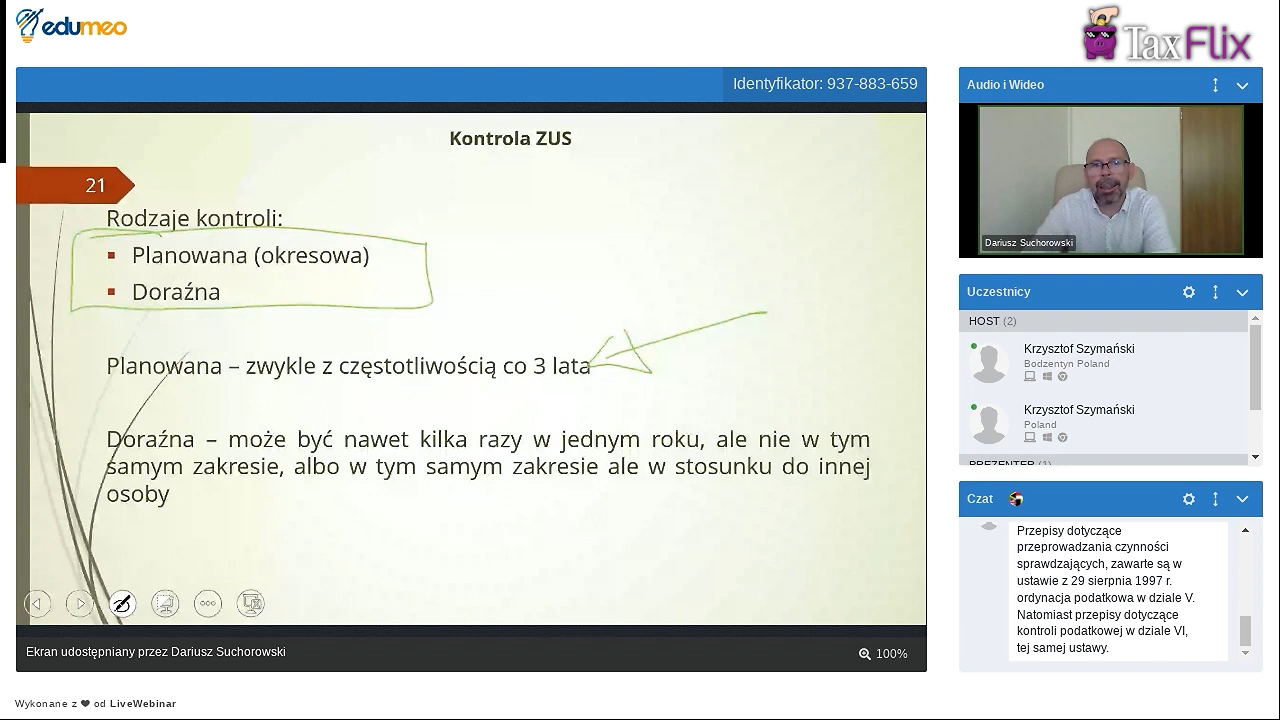 edumeo
TaxFlix
Identyfikator: 937-883-659
Kontrola ZUS
21
Rodzaje kontroli:
Planowana (okresowa)
Doraźna
Planowana – zwykle z częstotliwością co 3 lata
Doraźna – może być nawet kilka razy w jednym roku, ale nie w tym
samym zakresie, albo w tym samym zakresie ale w stosunku do innej
osoby
Ekran udostępniany przez Dariusz Suchorowski
100%
Audio i Wideo
Dariusz Suchorowski
Uczestnicy
HOST (2)
Krzysztof Szymański
Bodzentyn Poland
Krzysztof Szymański
Poland
PREZENTER (1)
Czat
Przepisy dotyczące
przeprowadzania czynności
sprawdzających, zawarte są w
ustawie z 29 sierpnia 1997 r.
ordynacja podatkowa w dziale V.
Natomiast przepisy dotyczące
kontroli podatkowej w dziale VI,
tej samej ustawy.
Wykonane z ❤ od LiveWebinar